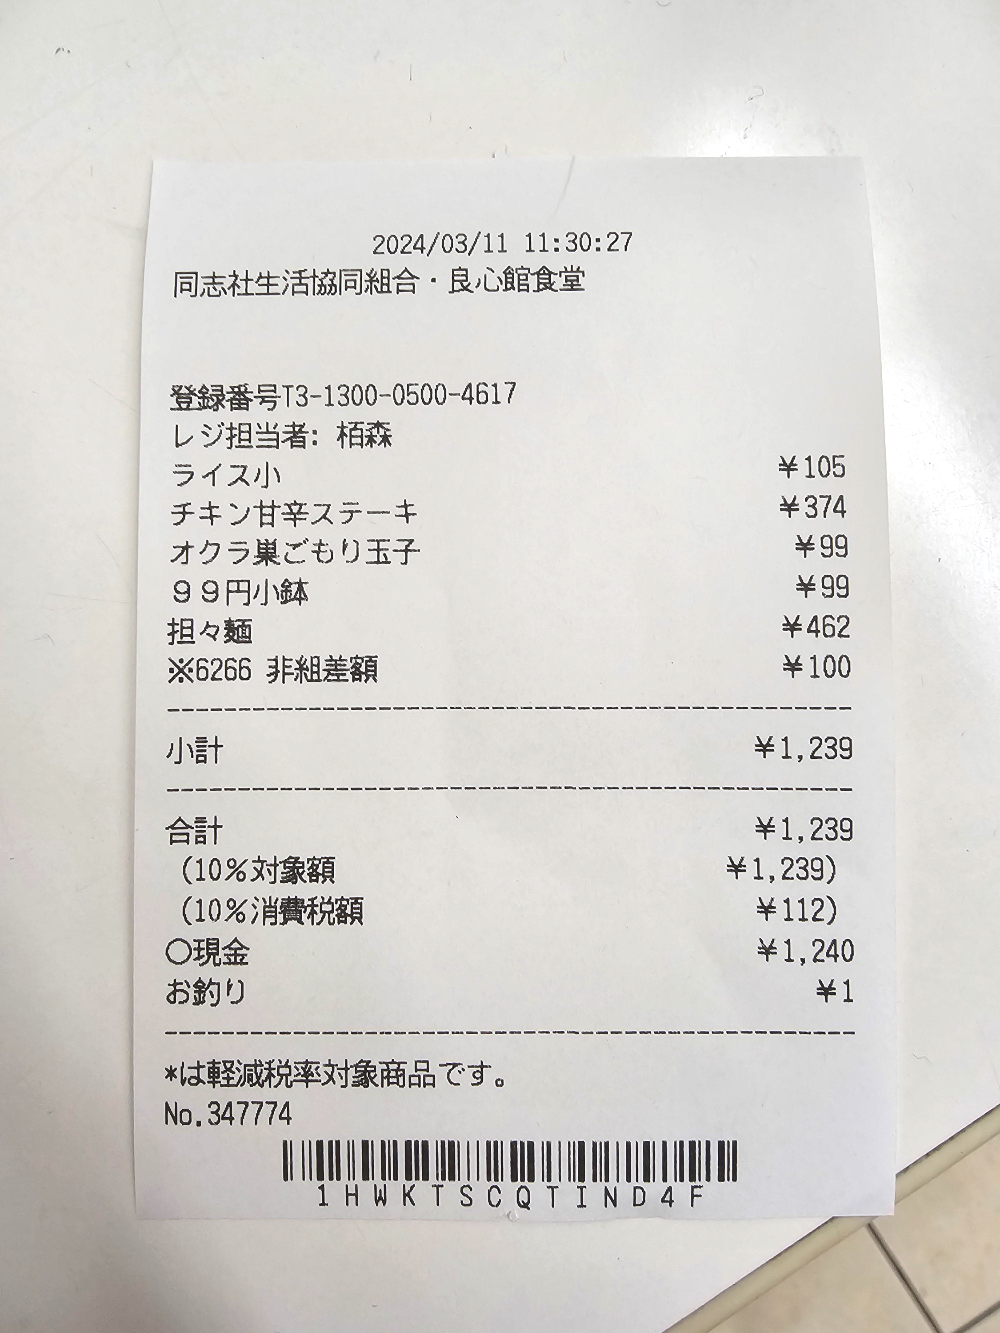 2024/03/11 11:30:27
同志社生活協同組合・良心館食堂
登録番号T3-1300-0500-4617
レジ担当者: 栢森
ライス小 ¥105
チキン甘辛ステーキ ¥374
オクラ巣ごもり玉子 ¥99
９９円小鉢 ¥99
担々麺 ¥462
※6266 非組差額 ¥100
小計 ¥1,239
合計 ¥1,239
(10%対象額 ¥1,239)
(10%消費税額 ¥112)
○現金 ¥1,240
お釣り ¥1
*は軽減税率対象商品です。
No.347774
1HWKTSCQTIND4F